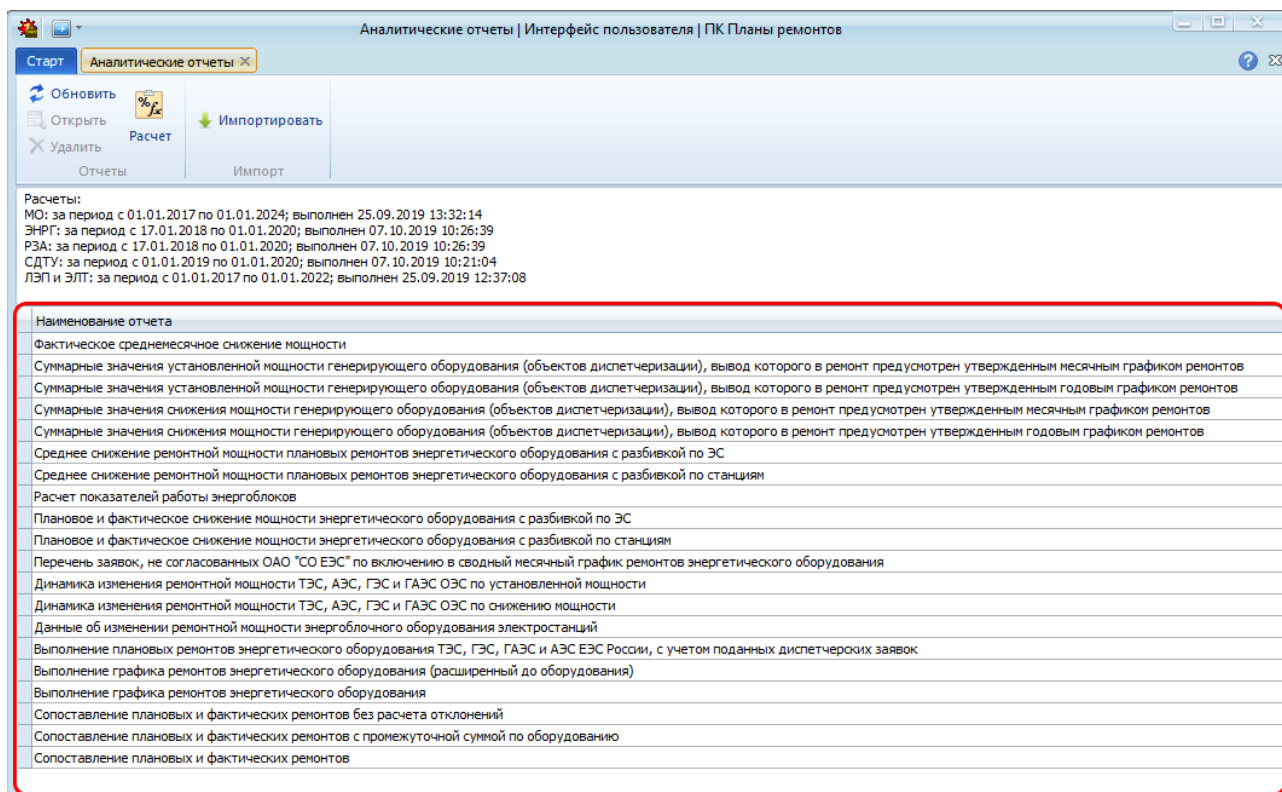 Аналитические отчеты | Интерфейс пользователя | ПК Планы ремонтов
Старт
Аналитические отчеты
Обновить
Открыть
Удалить
Расчет
Импортировать
Отчеты
Импорт
Расчеты:
МО: за период с 01.01.2017 по 01.01.2024; выполнен 25.09.2019 13:32:14
ЭНРГ: за период с 17.01.2018 по 01.01.2020; выполнен 07.10.2019 10:26:39
РЗА: за период с 17.01.2018 по 01.01.2020; выполнен 07.10.2019 10:26:39
СДТУ: за период с 01.01.2019 по 01.01.2020; выполнен 07.10.2019 10:21:04
ЛЭП и ЭЛТ: за период с 01.01.2017 по 01.01.2022; выполнен 25.09.2019 12:37:08
Наименование отчета
Фактическое среднемесячное снижение мощности
Суммарные значения установленной мощности генерирующего оборудования (объектов диспетчеризации), вывод которого в ремонт предусмотрен утвержденным месячным графиком ремонтов
Суммарные значения установленной мощности генерирующего оборудования (объектов диспетчеризации), вывод которого в ремонт предусмотрен утвержденным годовым графиком ремонтов
Суммарные значения снижения мощности генерирующего оборудования (объектов диспетчеризации), вывод которого в ремонт предусмотрен утвержденным месячным графиком ремонтов
Суммарные значения снижения мощности генерирующего оборудования (объектов диспетчеризации), вывод которого в ремонт предусмотрен утвержденным годовым графиком ремонтов
Среднее снижение ремонтной мощности плановых ремонтов энергетического оборудования с разбивкой по ЭС
Среднее снижение ремонтной мощности плановых ремонтов энергетического оборудования с разбивкой по станциям
Расчет показателей работы энергоблоков
Плановое и фактическое снижение мощности энергетического оборудования с разбивкой по ЭС
Плановое и фактическое снижение мощности энергетического оборудования с разбивкой по станциям
Перечень заявок, не согласованных ОАО "СО ЕЭС" по включению в сводный месячный график ремонтов энергетического оборудования
Динамика изменения ремонтной мощности ТЭС, АЭС, ГЭС и ГАЭС ОЭС по установленной мощности
Динамика изменения ремонтной мощности ТЭС, АЭС, ГЭС и ГАЭС ОЭС по снижению мощности
Данные об изменении ремонтной мощности энергоблочного оборудования электростанций
Выполнение плановых ремонтов энергетического оборудования ТЭС, ГЭС, ГАЭС и АЭС ЕЭС России, с учетом поданных диспетчерских заявок
Выполнение графика ремонтов энергетического оборудования (расширенный до оборудования)
Выполнение графика ремонтов энергетического оборудования
Сопоставление плановых и фактических ремонтов без расчета отклонений
Сопоставление плановых и фактических ремонтов с промежуточной суммой по оборудованию
Сопоставление плановых и фактических ремонтов